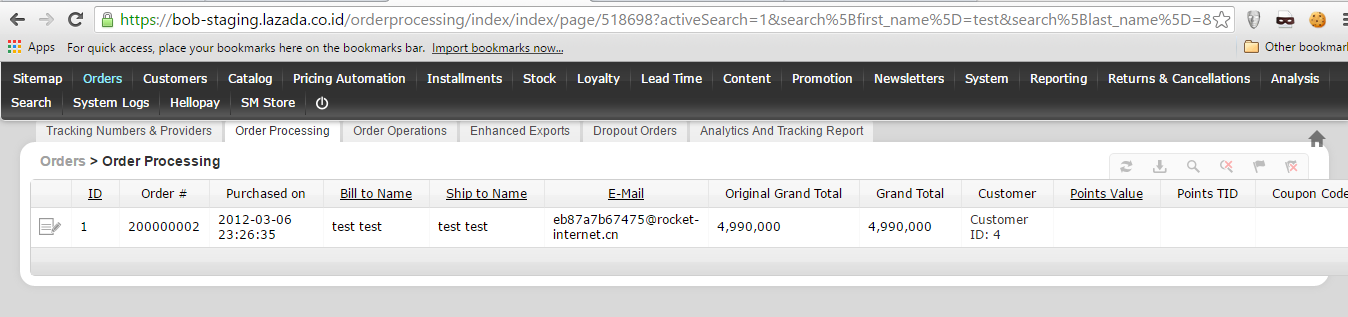 https://bob-staging.lazada.co.id/orderprocessing/index/index/page/518698?activeSearch=1&search%5Bfirst_name%5D=test&search%5Blast_name%5D=&
Apps For quick access, place your bookmarks here on the bookmarks bar. Import bookmarks now... Other bookmark
Sitemap Orders Customers Catalog Pricing Automation Installments Stock Loyalty Lead Time Content Promotion Newsletters System Reporting Returns & Cancellations Analysis
Search System Logs Hellopay SM Store
Tracking Numbers & Providers Order Processing Order Operations Enhanced Exports Dropout Orders Analytics And Tracking Report
Orders > Order Processing
ID Order # Purchased on Bill to Name Ship to Name E-Mail Original Grand Total Grand Total Customer Points Value Points TID Coupon Code
1 200000002 2012-03-06 23:26:35 test test test test eb87a7b67475@rocket-internet.cn 4,990,000 4,990,000 Customer ID: 4